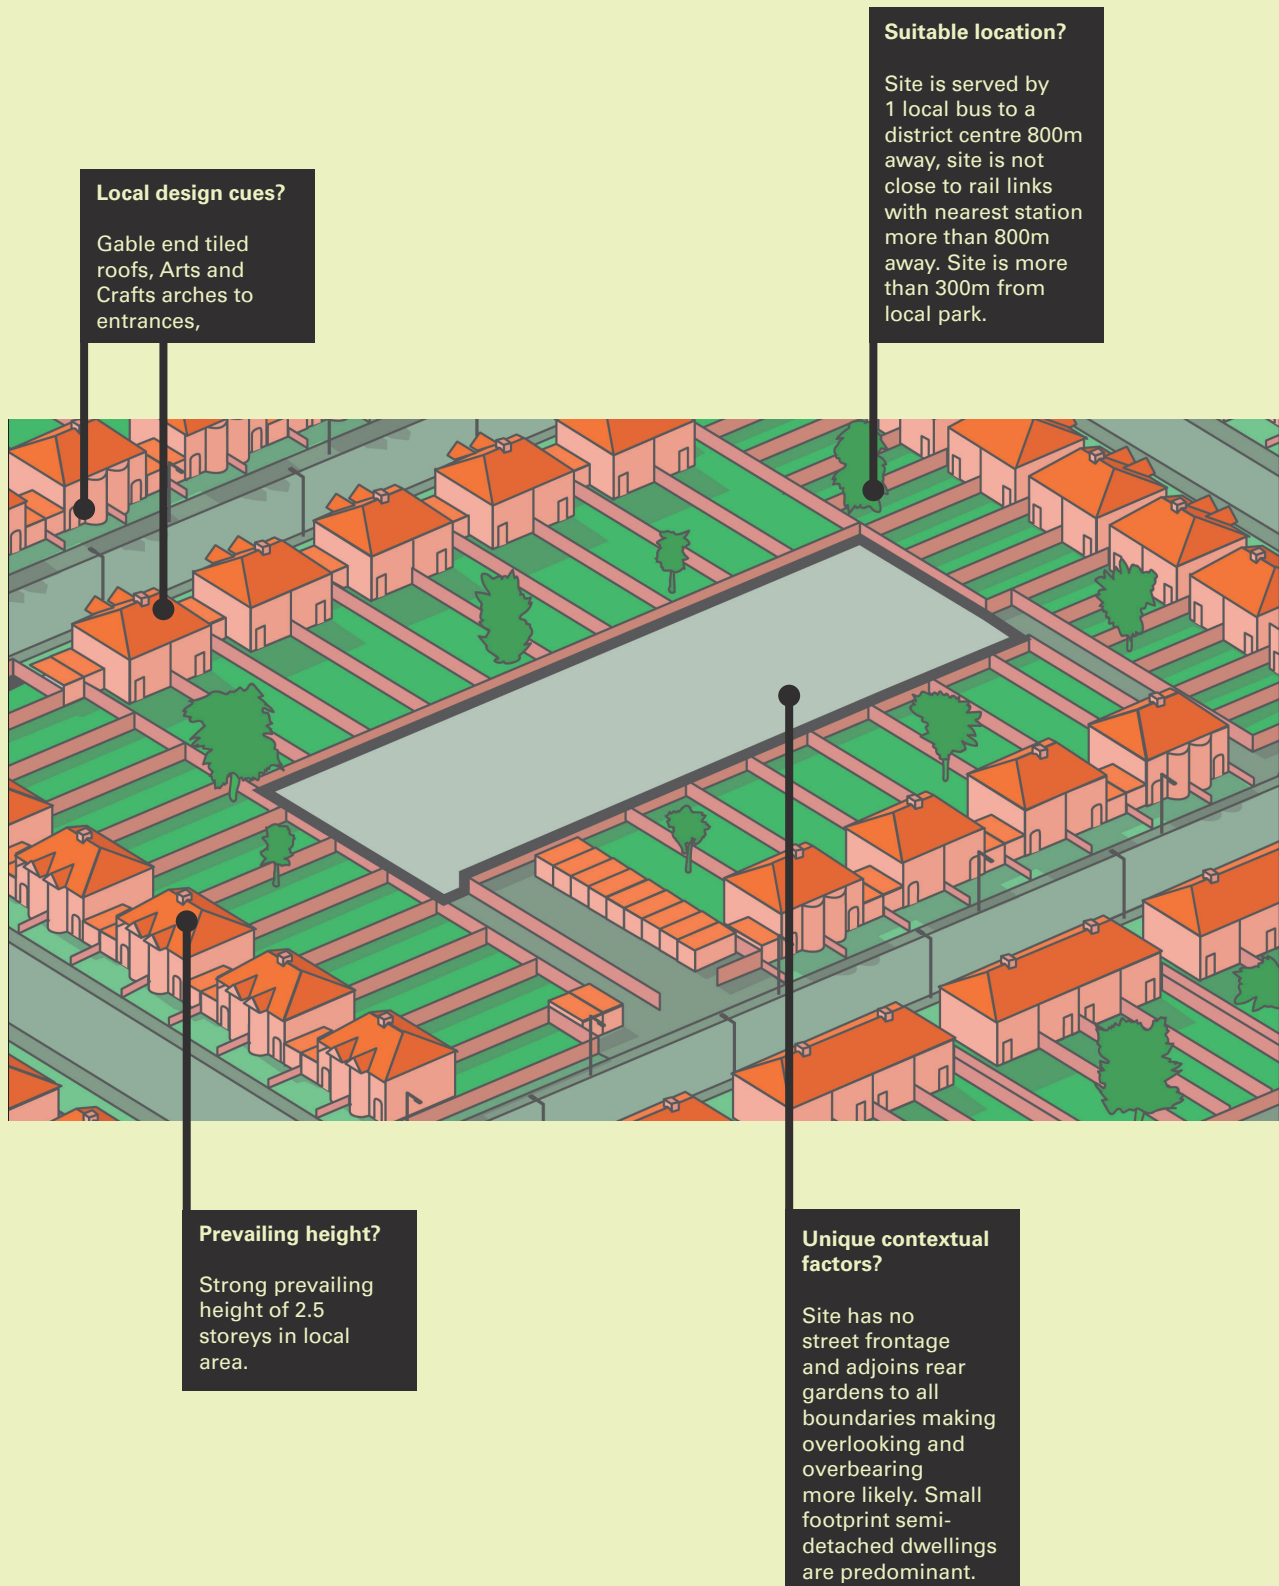 Suitable location?
Site is served by
1 local bus to a
district centre 800m
away, site is not
close to rail links
with nearest station
more than 800m
away. Site is more
than 300m from
local park.
Local design cues?
Gable end tiled
roofs, Arts and
Crafts arches to
entrances,
Prevailing height?
Strong prevailing
height of 2.5
storeys in local
area.
Unique contextual
factors?
Site has no
street frontage
and adjoins rear
gardens to all
boundaries making
overlooking and
overbearing
more likely. Small
footprint semi-
detached dwellings
are predominant.